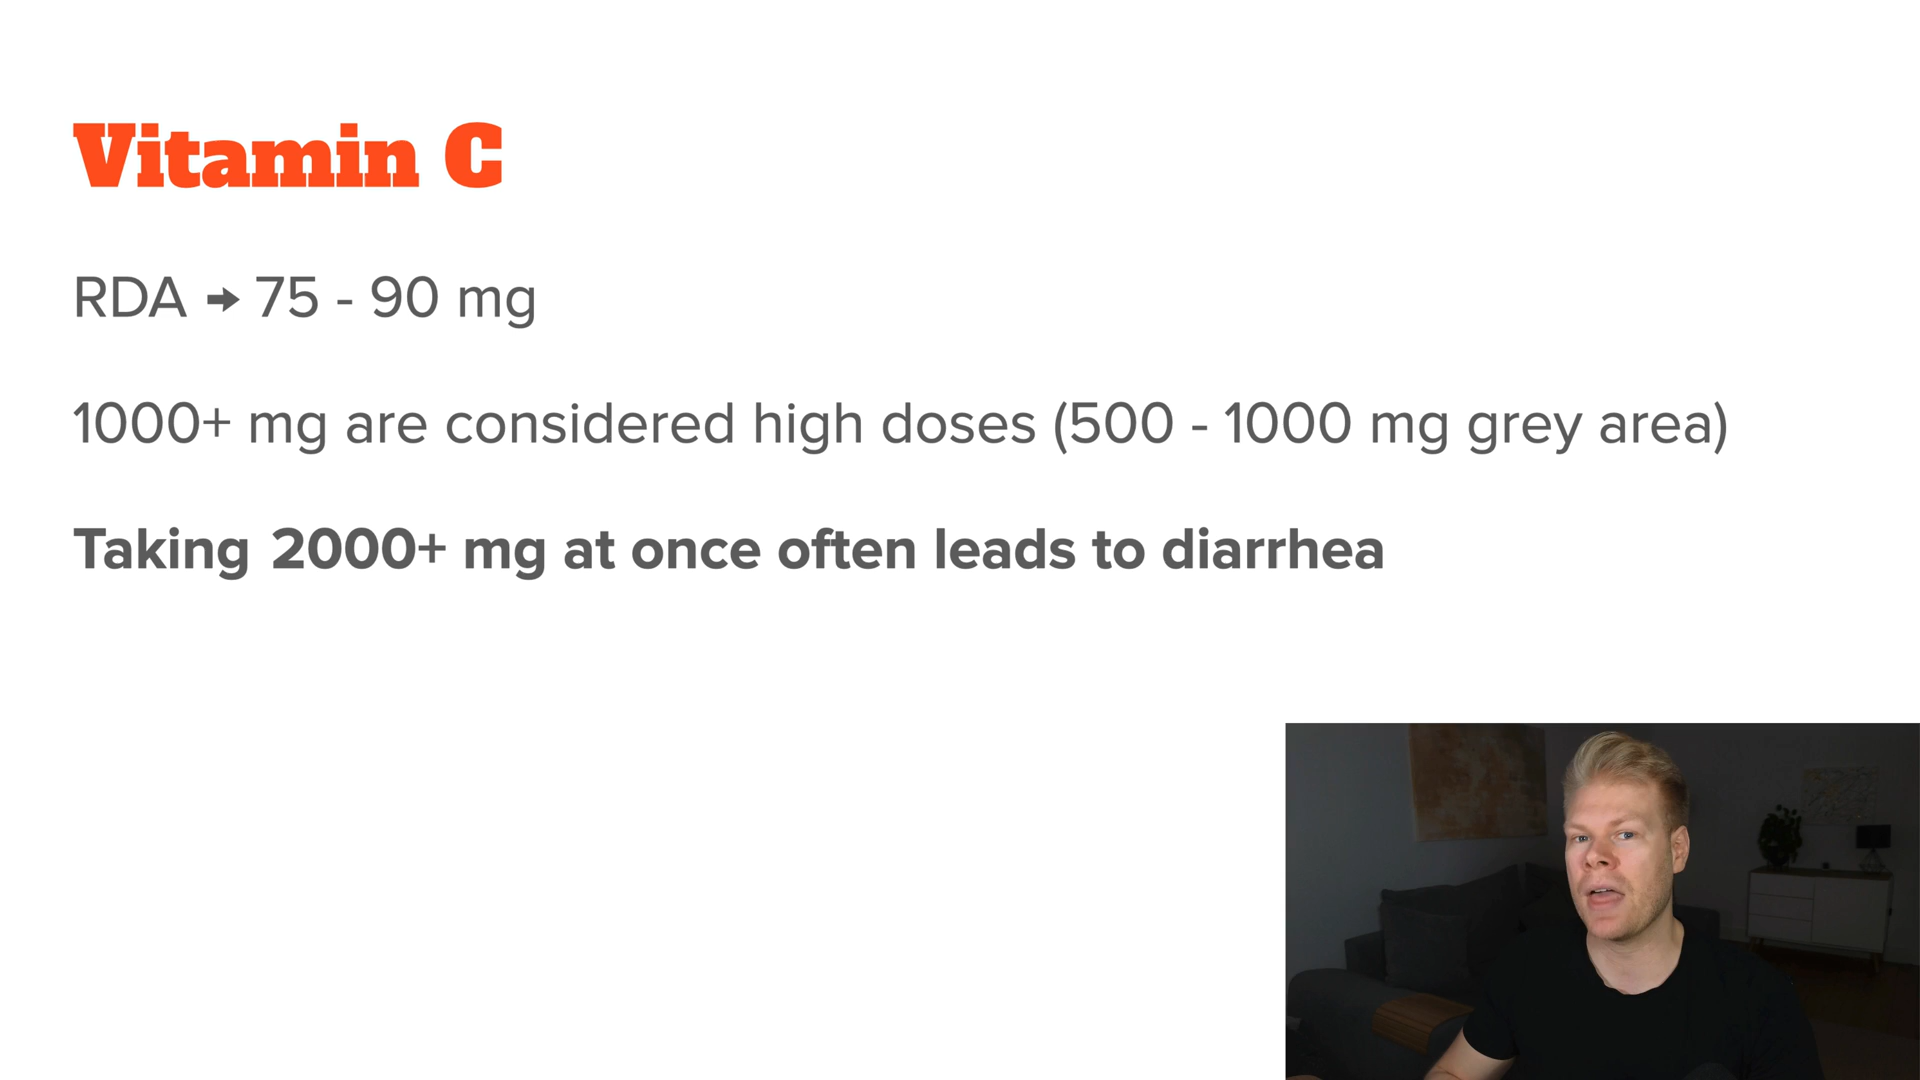 Vitamin C
RDA → 75 - 90 mg
1000+ mg are considered high doses (500 - 1000 mg grey area)
Taking 2000+ mg at once often leads to diarrhea